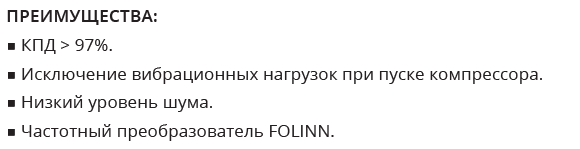 ПРЕИМУЩЕСТВА:
▪ КПД > 97%.
▪ Исключение вибрационных нагрузок при пуске компрессора.
▪ Низкий уровень шума.
▪ Частотный преобразователь FOLINN.